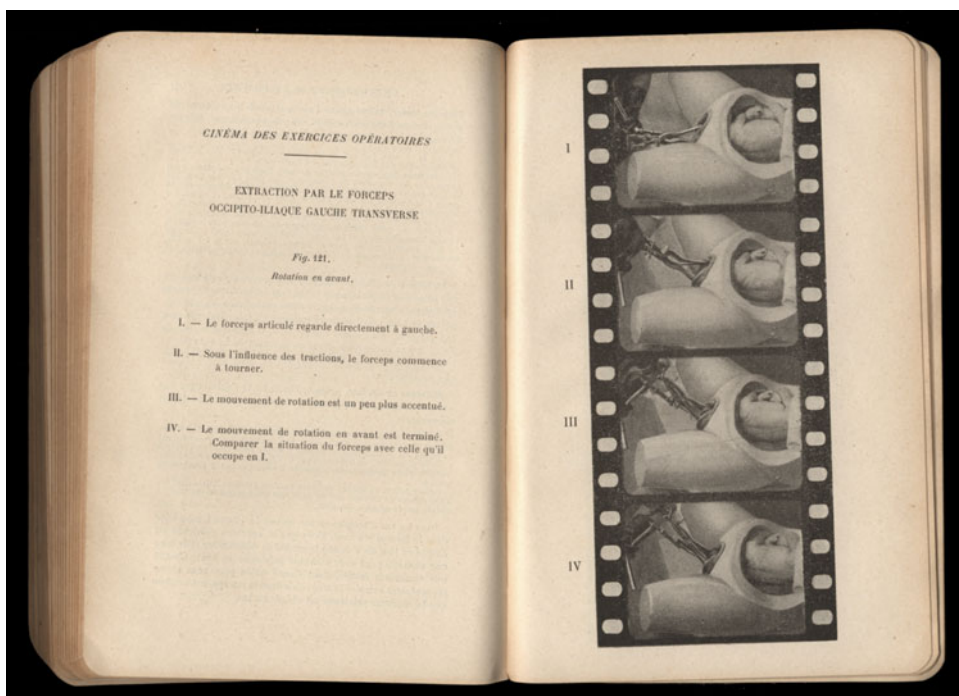 CINÉMA DES EXERCICES OPÉRATOIRES
EXTRACTION PAR LE FORCEPS
OCCIPITO-ILIAQUE GAUCHE TRANSVERSE
Fig. 121.
Rotation en avant.
I. — Le forceps articulé regarde directement à gauche.
II. — Sous l'influence des tractions, le forceps commence
à tourner.
III. — Le mouvement de rotation est un peu plus accentué.
IV. — Le mouvement de rotation en avant est terminé.
Comparer la situation du forceps avec celle qu'il
occupe en I.
I
II
III
IV